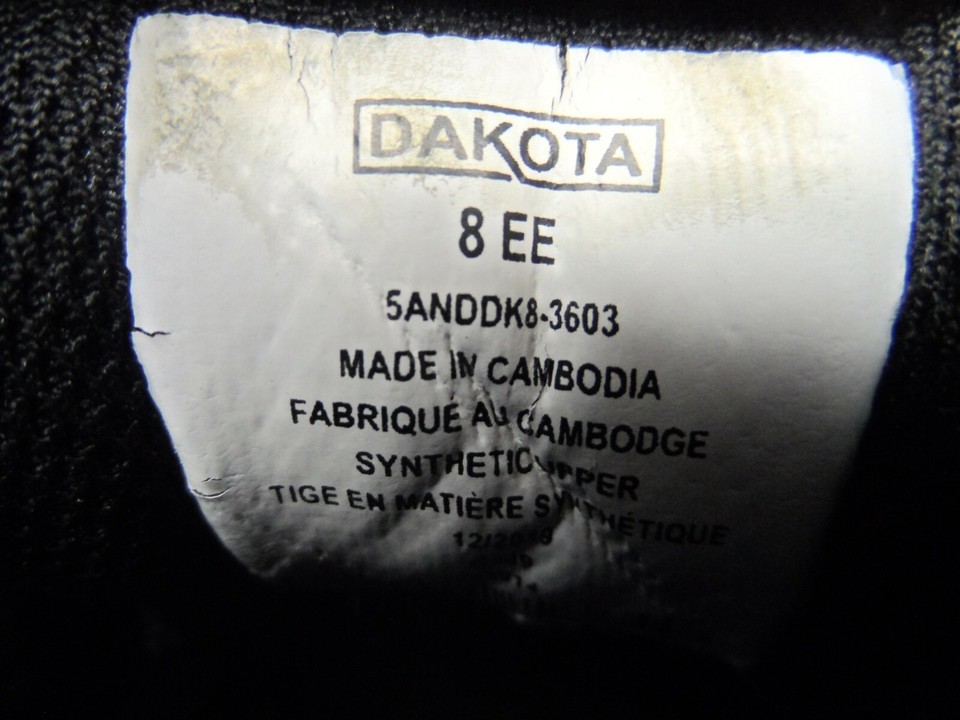 DAKOTA
8 EE
5ANDDK8-3603
MADE IN CAMBODIA
FABRIQUÉ AU CAMBODGE
SYNTHETIC UPPER
TIGE EN MATIÈRE SYNTHÉTIQUE